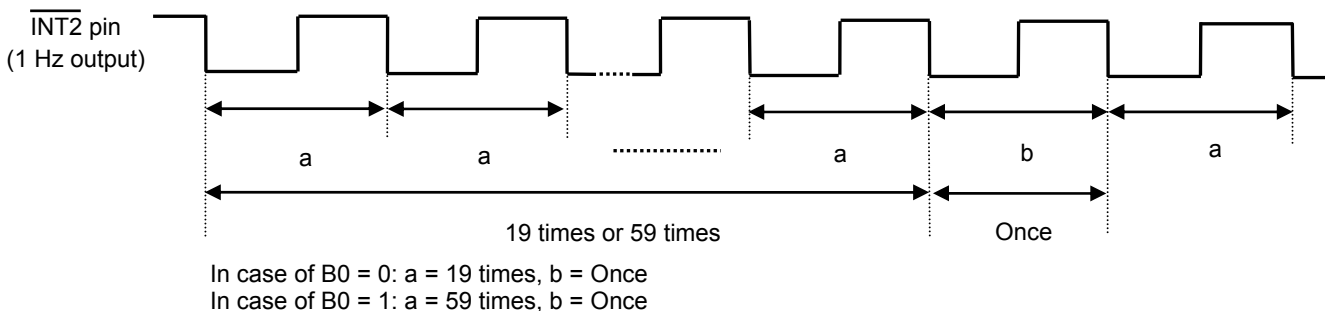 INT2 pin
(1 Hz output)
a a a b a
19 times or 59 times Once
In case of B0 = 0: a = 19 times, b = Once
In case of B0 = 1: a = 59 times, b = Once